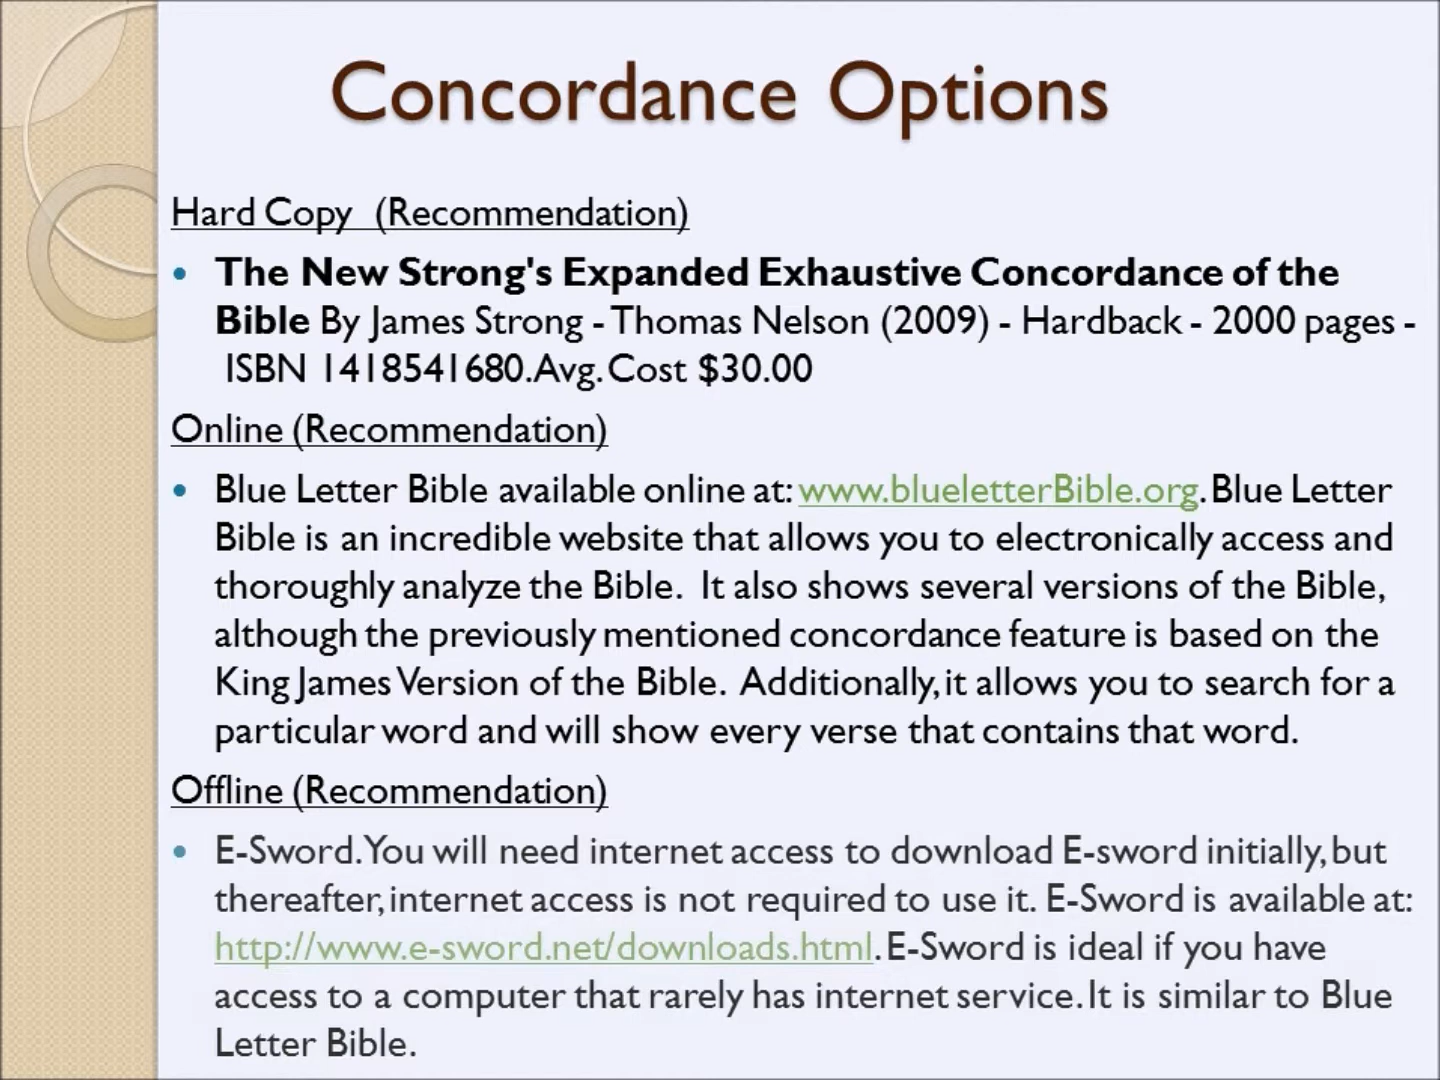 Concordance Options
Hard Copy  (Recommendation)
• The New Strong's Expanded Exhaustive Concordance of the
Bible By James Strong - Thomas Nelson (2009) - Hardback - 2000 pages -
ISBN 1418541680. Avg. Cost $30.00
Online (Recommendation)
• Blue Letter Bible available online at: www.blueletterBible.org. Blue Letter
Bible is an incredible website that allows you to electronically access and
thoroughly analyze the Bible.  It also shows several versions of the Bible,
although the previously mentioned concordance feature is based on the
King James Version of the Bible.  Additionally, it allows you to search for a
particular word and will show every verse that contains that word.
Offline (Recommendation)
• E-Sword. You will need internet access to download E-sword initially, but
thereafter, internet access is not required to use it. E-Sword is available at:
http://www.e-sword.net/downloads.html. E-Sword is ideal if you have
access to a computer that rarely has internet service. It is similar to Blue
Letter Bible.